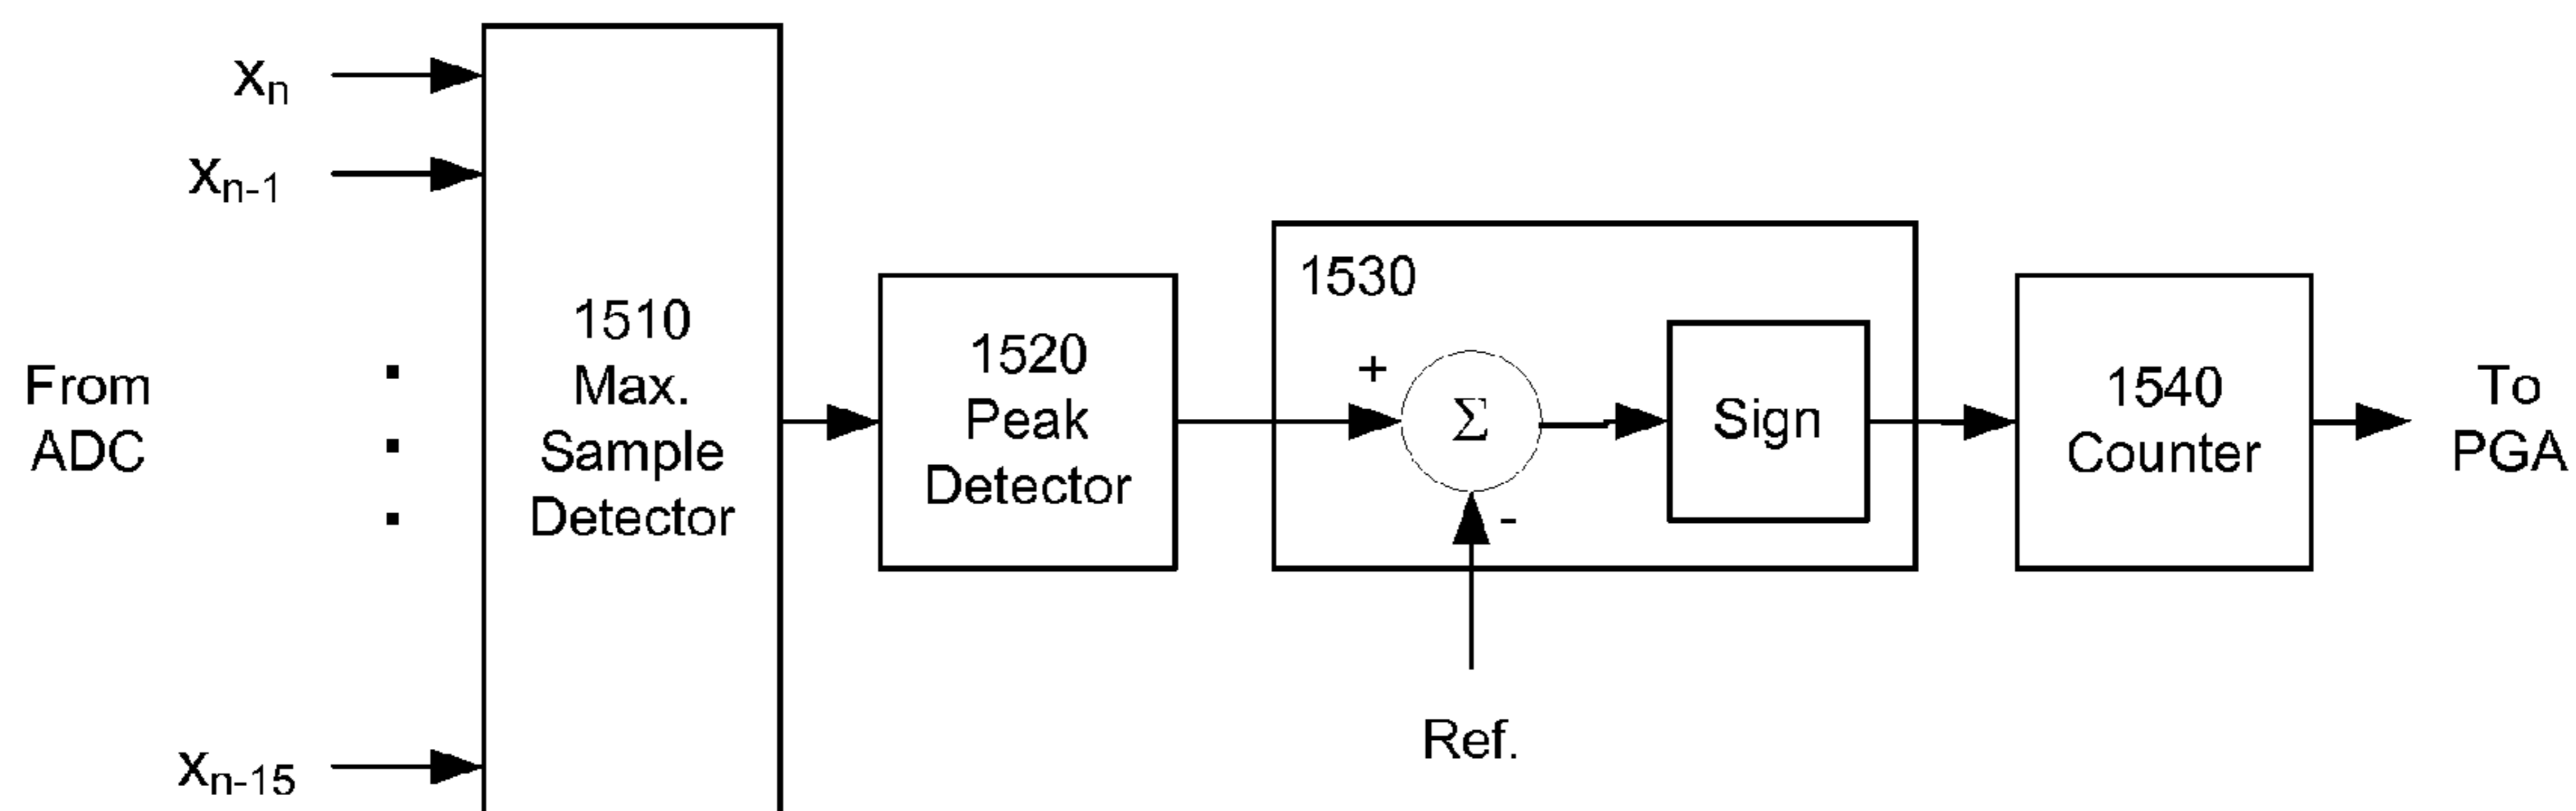 xn
xn-1
From
ADC
xn-15
1510
Max.
Sample
Detector
1520
Peak
Detector
1530
+
Σ
-
Ref.
Sign
1540
Counter
To
PGA